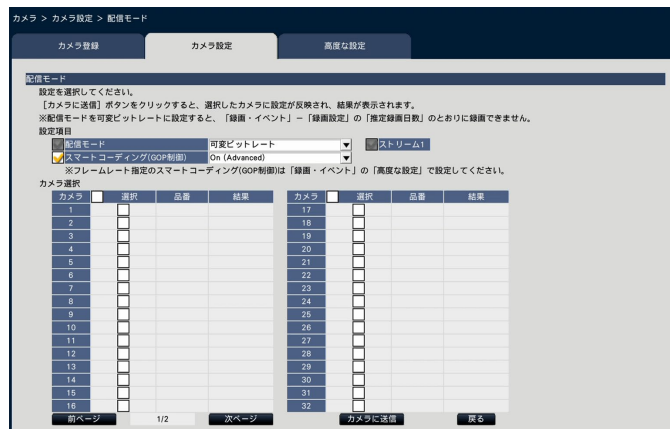 カメラ > カメラ設定 > 配信モード
カメラ登録 カメラ設定 高度な設定
配信モード
設定を選択してください。
［カメラに送信］ボタンをクリックすると、選択したカメラに設定が反映され、結果が表示されます。
※配信モードを可変ビットレートに設定すると、「録画・イベント」－「録画設定」の「推定録画日数」のとおりに録画できません。
設定項目
配信モード 可変ビットレート ストリーム1
スマートコーディング(GOP制御) On (Advanced)
※フレームレート指定のスマートコーディング(GOP制御)は「録画・イベント」の「高度な設定」で設定してください。
カメラ選択
カメラ 選択 品番 結果 カメラ 選択 品番 結果
1 17
2 18
3 19
4 20
5 21
6 22
7 23
8 24
9 25
10 26
11 27
12 28
13 29
14 30
15 31
16 32
前ページ 1/2 次ページ カメラに送信 戻る